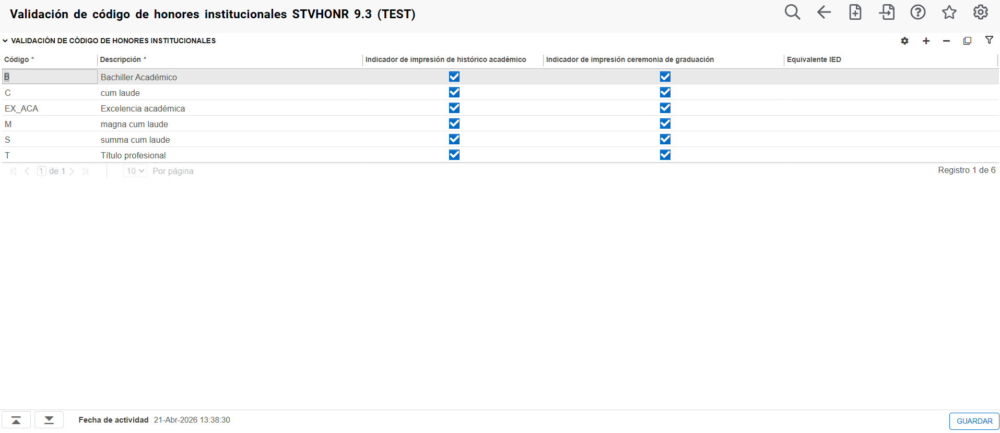 Validación de código de honores institucionales STVHONR 9.3 (TEST)
VALIDACIÓN DE CÓDIGO DE HONORES INSTITUCIONALES
Código * Descripción * Indicador de impresión de histórico académico Indicador de impresión ceremonia de graduación Equivalente IED
B Bachiller Académico
C cum laude
EX_ACA Excelencia académica
M magna cum laude
S summa cum laude
T Título profesional
1 de 1 10 Por página Registro 1 de 6
Fecha de actividad 21-Abr-2026 13:38:30 GUARDAR